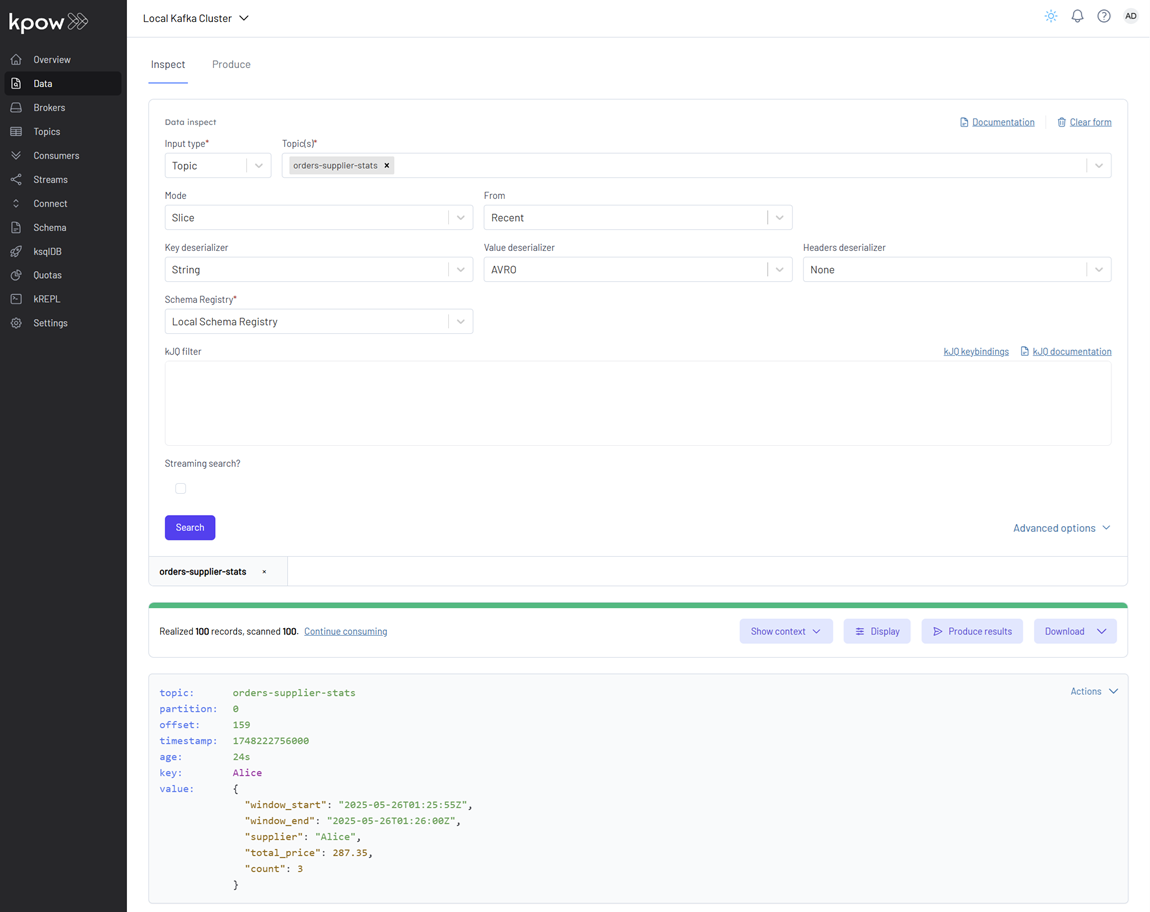 kpow
Local Kafka Cluster
AD
Overview
Data
Brokers
Topics
Consumers
Streams
Connect
Schema
ksqlDB
Quotas
kREPL
Settings
Inspect Produce
Data inspect Documentation Clear form
Input type* Topic(s)*
Topic orders-supplier-stats ×
Mode From
Slice Recent
Key deserializer Value deserializer Headers deserializer
String AVRO None
Schema Registry*
Local Schema Registry
kJQ filter kJQ keybindings kJQ documentation
Streaming search?
Search Advanced options
orders-supplier-stats ×
Realized 100 records, scanned 100. Continue consuming Show context Display Produce results Download
topic: orders-supplier-stats Actions
partition: 0
offset: 159
timestamp: 1748222756000
age: 24s
key: Alice
value: {
"window_start": "2025-05-26T01:25:55Z",
"window_end": "2025-05-26T01:26:00Z",
"supplier": "Alice",
"total_price": 287.35,
"count": 3
}